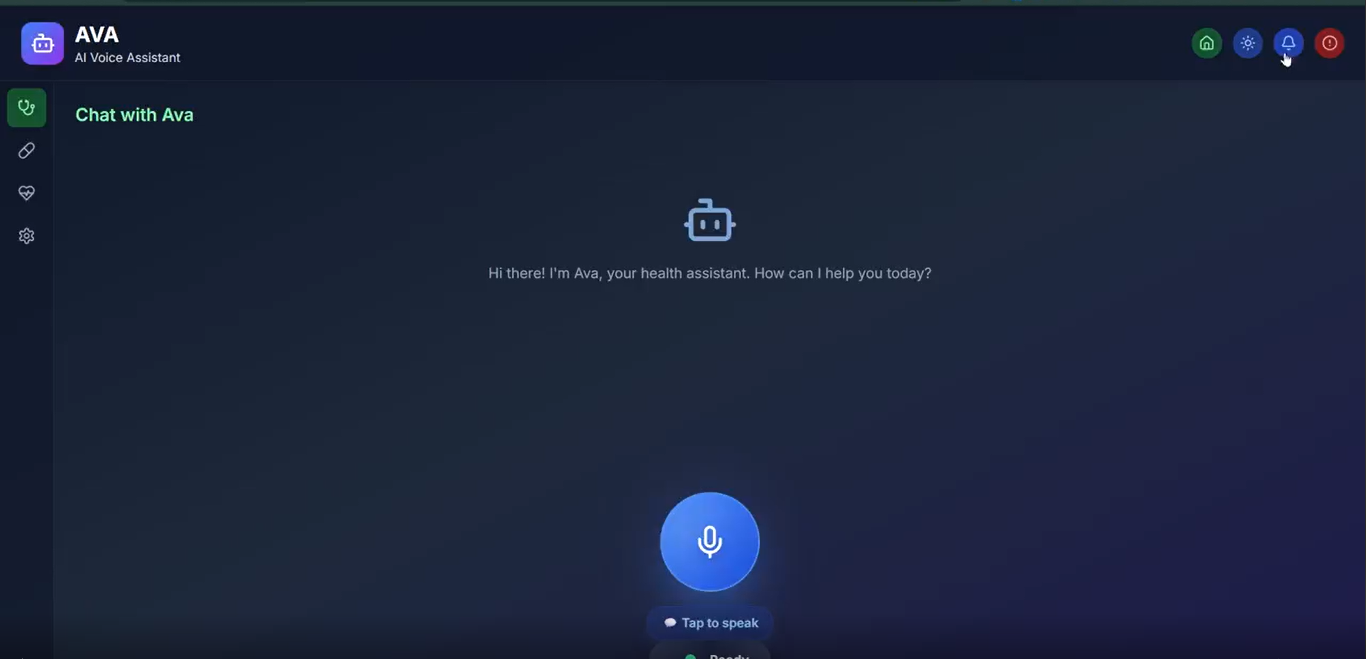 AVA
AI Voice Assistant
Chat with Ava
Hi there! I'm Ava, your health assistant. How can I help you today?
Tap to speak
Ready